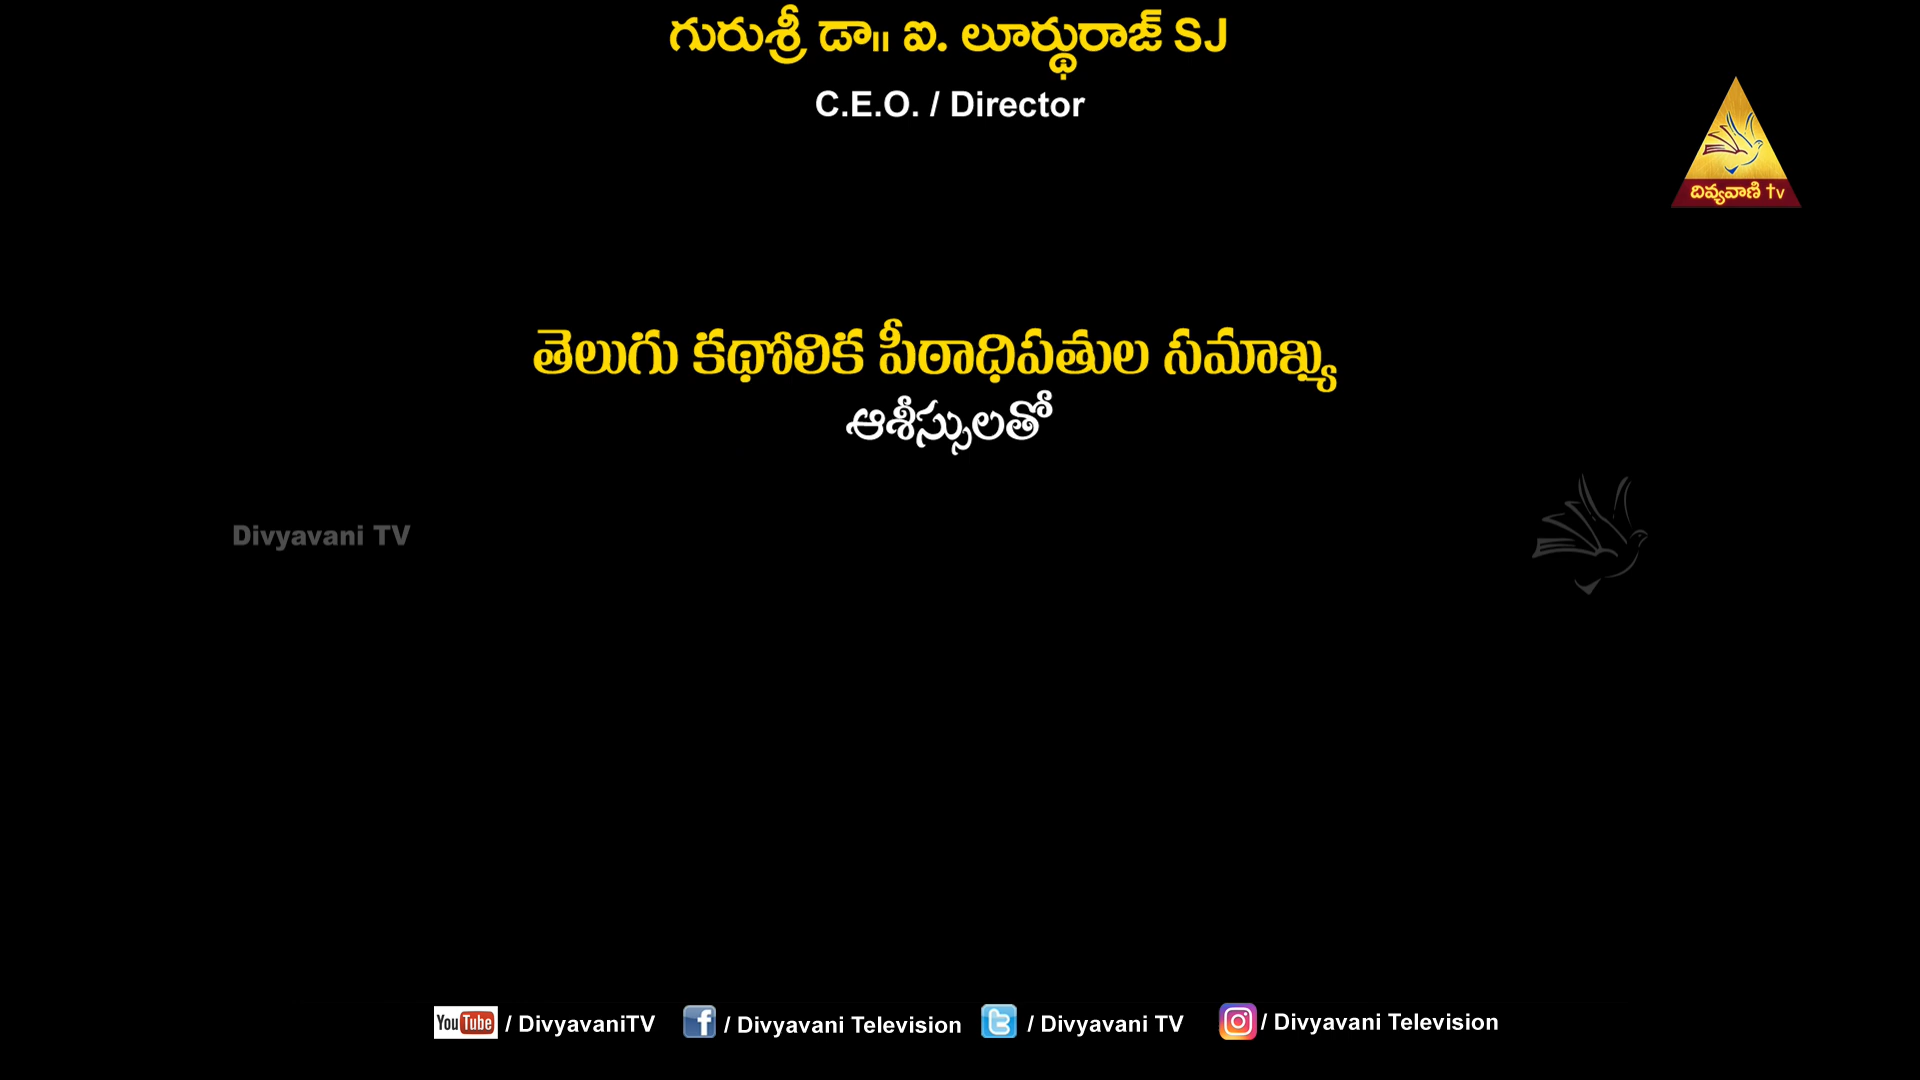 గురుశ్రీ డా॥ ఐ. లూర్థురాజ్ SJ
C.E.O. / Director
దివ్యవాణి tv
తెలుగు కథోలిక పీఠాధిపతుల సమాఖ్య
ఆశీస్సులతో
Divyavani TV
YouTube / DivyavaniTV f / Divyavani Television / Divyavani TV / Divyavani Television